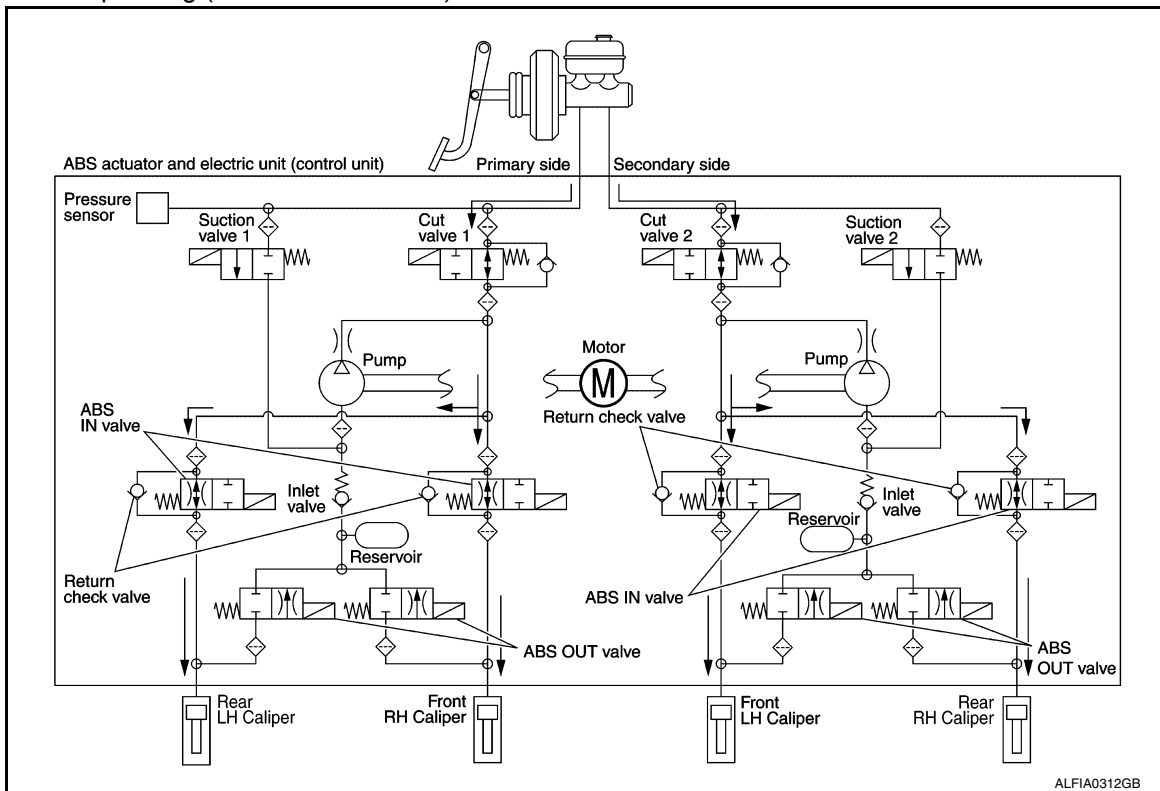 ABS actuator and electric unit (control unit)
Primary side
Secondary side
Pressure
sensor
Suction
valve 1
Cut
valve 1
Cut
valve 2
Suction
valve 2
Pump
Motor
M
Pump
Return check valve
ABS
IN valve
Inlet
valve
Reservoir
Inlet
valve
Reservoir
Return
check valve
ABS IN valve
ABS OUT valve
ABS
OUT valve
Rear
LH Caliper
Front
RH Caliper
Front
LH Caliper
Rear
RH Caliper
ALFIA0312GB